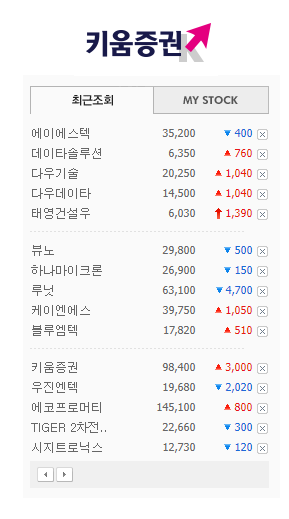 키움증권
최근조회 MY STOCK
에이에스텍 35,200 ▼ 400
데이타솔루션 6,350 ▲ 760
다우기술 20,250 ▲ 1,040
다우데이타 14,500 ▲ 1,040
태영건설우 6,030 ↑ 1,390
뷰노 29,800 ▼ 500
하나마이크론 26,900 ▼ 150
루닛 63,100 ▼ 4,700
케이엔에스 39,750 ▲ 1,050
블루엠텍 17,820 ▲ 510
키움증권 98,400 ▲ 3,000
우진엔텍 19,680 ▼ 2,020
에코프로머티 145,100 ▲ 800
TIGER 2차전.. 22,660 ▼ 300
시지트로닉스 12,730 ▼ 120